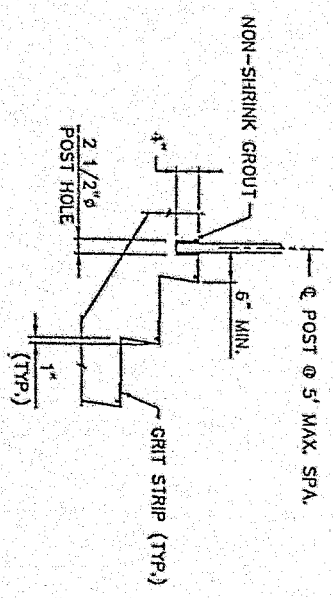 ℄ POST @ 5' MAX. SPA.
6" MIN.
NON-SHRINK GROUT
4"
2 1/2"ø
POST HOLE
GRIT STRIP (TYP.)
1"
(TYP.)